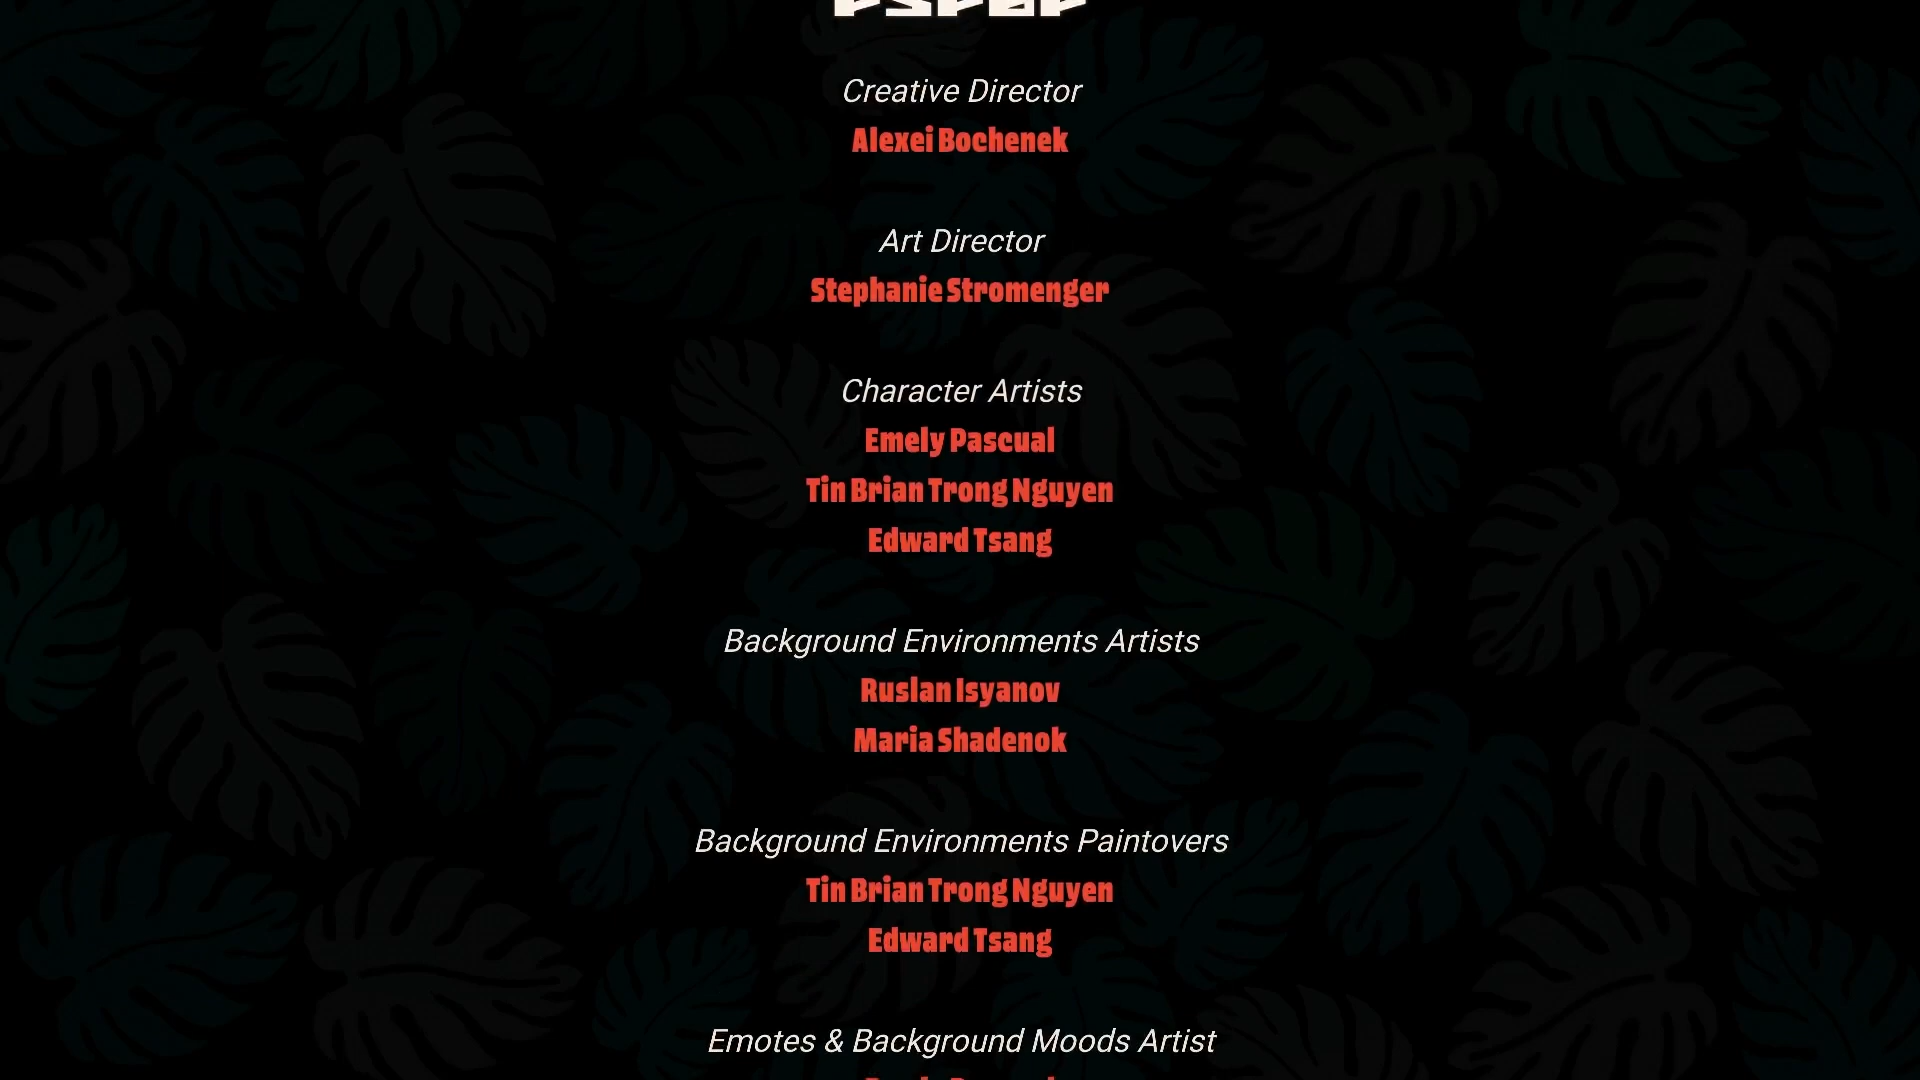 Creative Director
Alexei Bochenek
Art Director
Stephanie Stromenger
Character Artists
Emely Pascual
Tin Brian Trong Nguyen
Edward Tsang
Background Environments Artists
Ruslan Isyanov
Maria Shadenok
Background Environments Paintovers
Tin Brian Trong Nguyen
Edward Tsang
Emotes & Background Moods Artist